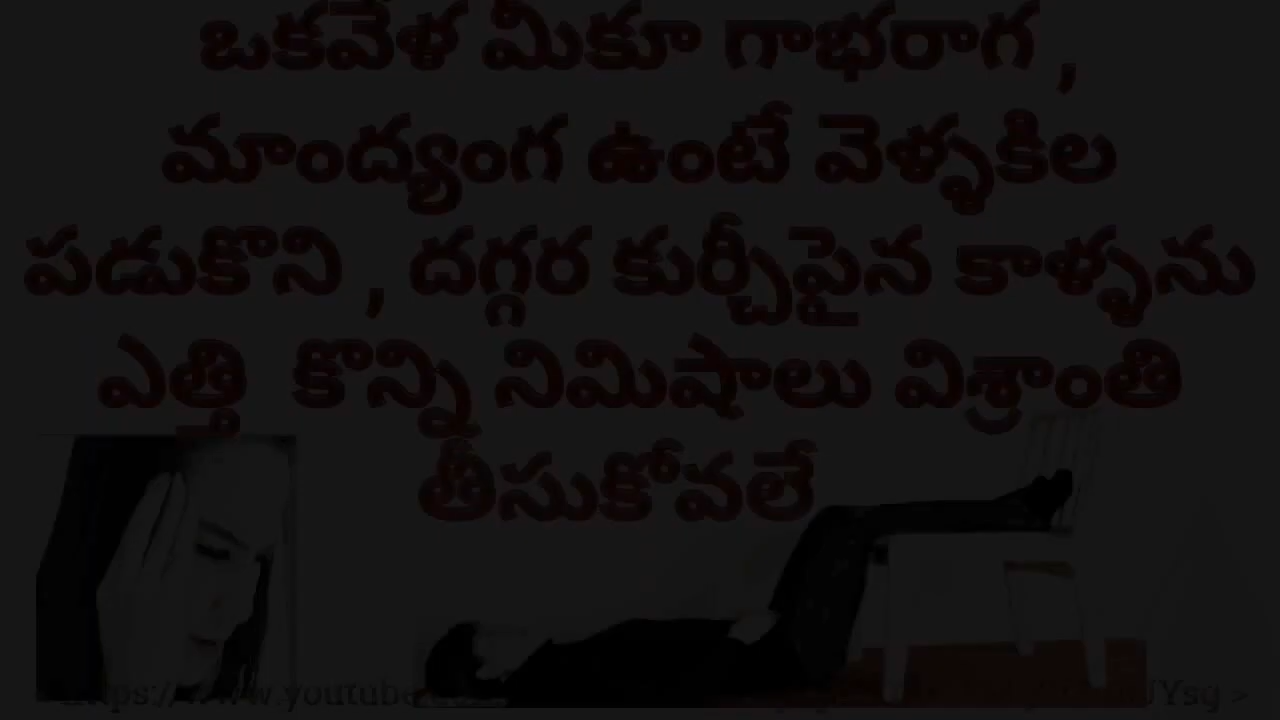 ఒకవేళ మీకూ గాభరాగ ,
మాంద్యంగ ఉంటే వెళ్ళకిల
పడుకొని , దగ్గర కుర్చీపైన కాళ్ళను
ఎత్తి కొన్ని నిమిషాలు విశ్రాంతి
తీసుకోవలే